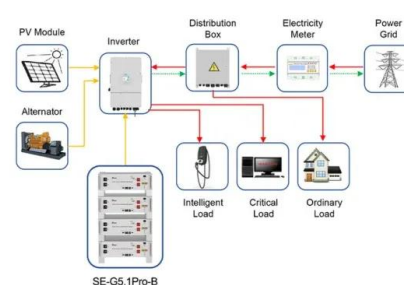 PV Module
Inverter
Distribution
Box
Electricity
Meter
Power
Grid
Alternator
Intelligent
Load
Critical
Load
Ordinary
Load
SE-G5.1Pro-B